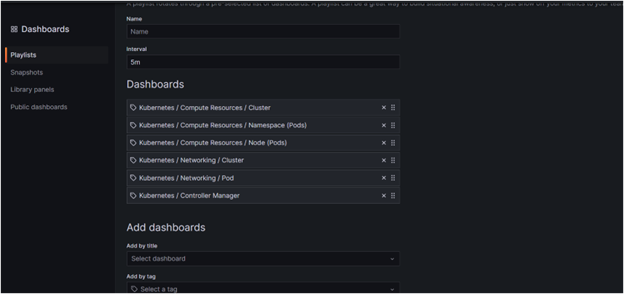 A playlist rotates through a pre-selected list of dashboards. A playlist can be a great way to build situational awareness, or just show off your metrics to your
Dashboards
Playlists
Snapshots
Library panels
Public dashboards
Name
Name
Interval
5m
Dashboards
Kubernetes / Compute Resources / Cluster
Kubernetes / Compute Resources / Namespace (Pods)
Kubernetes / Compute Resources / Node (Pods)
Kubernetes / Networking / Cluster
Kubernetes / Networking / Pod
Kubernetes / Controller Manager
Add dashboards
Add by title
Select dashboard
Add by tag
Select a tag